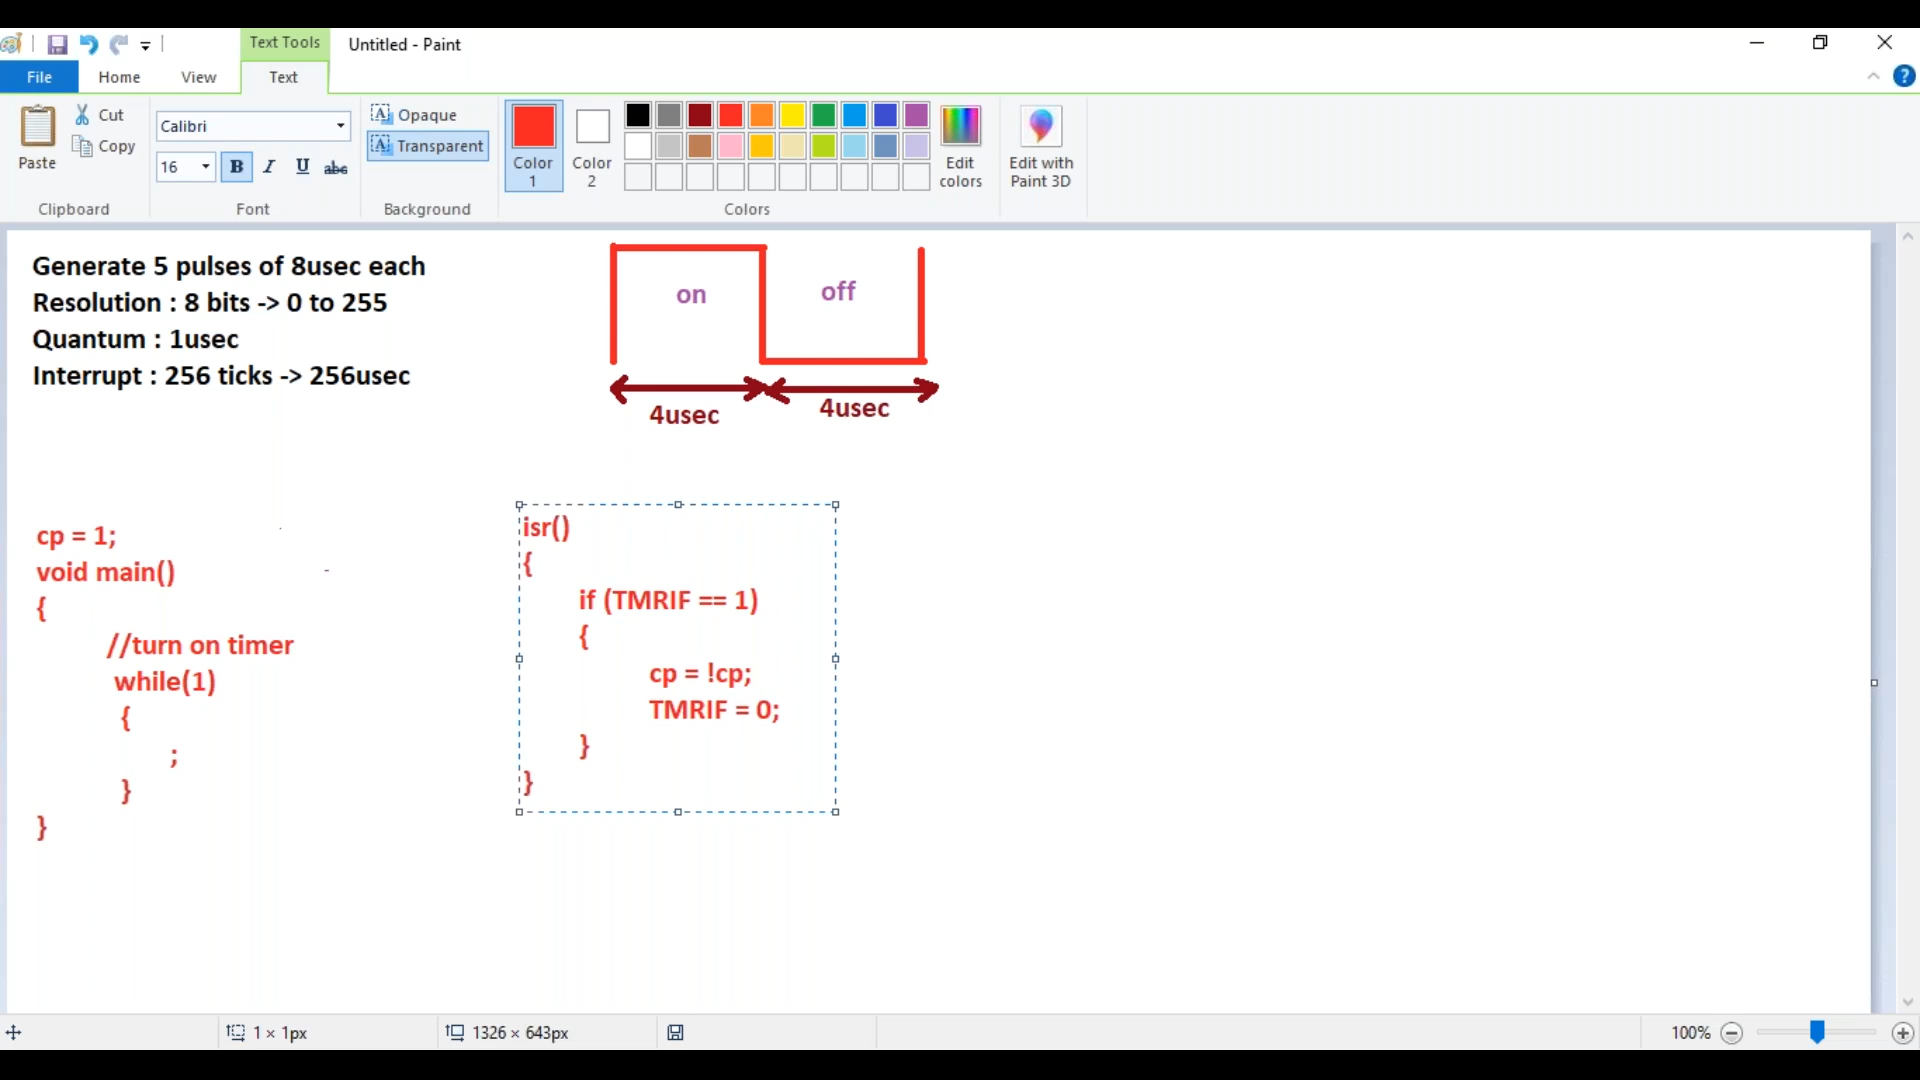 Text Tools
Untitled - Paint
File
Home
View
Text
Paste
Cut
Copy
Clipboard
Calibri
16
B I U abc
Font
Opaque
Transparent
Background
Color 1
Color 2
Colors
Edit colors
Edit with Paint 3D
Generate 5 pulses of 8usec each
Resolution : 8 bits -> 0 to 255
Quantum : 1usec
Interrupt : 256 ticks -> 256usec
on
off
4usec
4usec
cp = 1;
void main()
{
//turn on timer
while(1)
{
;
}
}
isr()
{
if (TMRIF == 1)
{
cp = !cp;
TMRIF = 0;
}
}
1 × 1px
1326 × 643px
100%